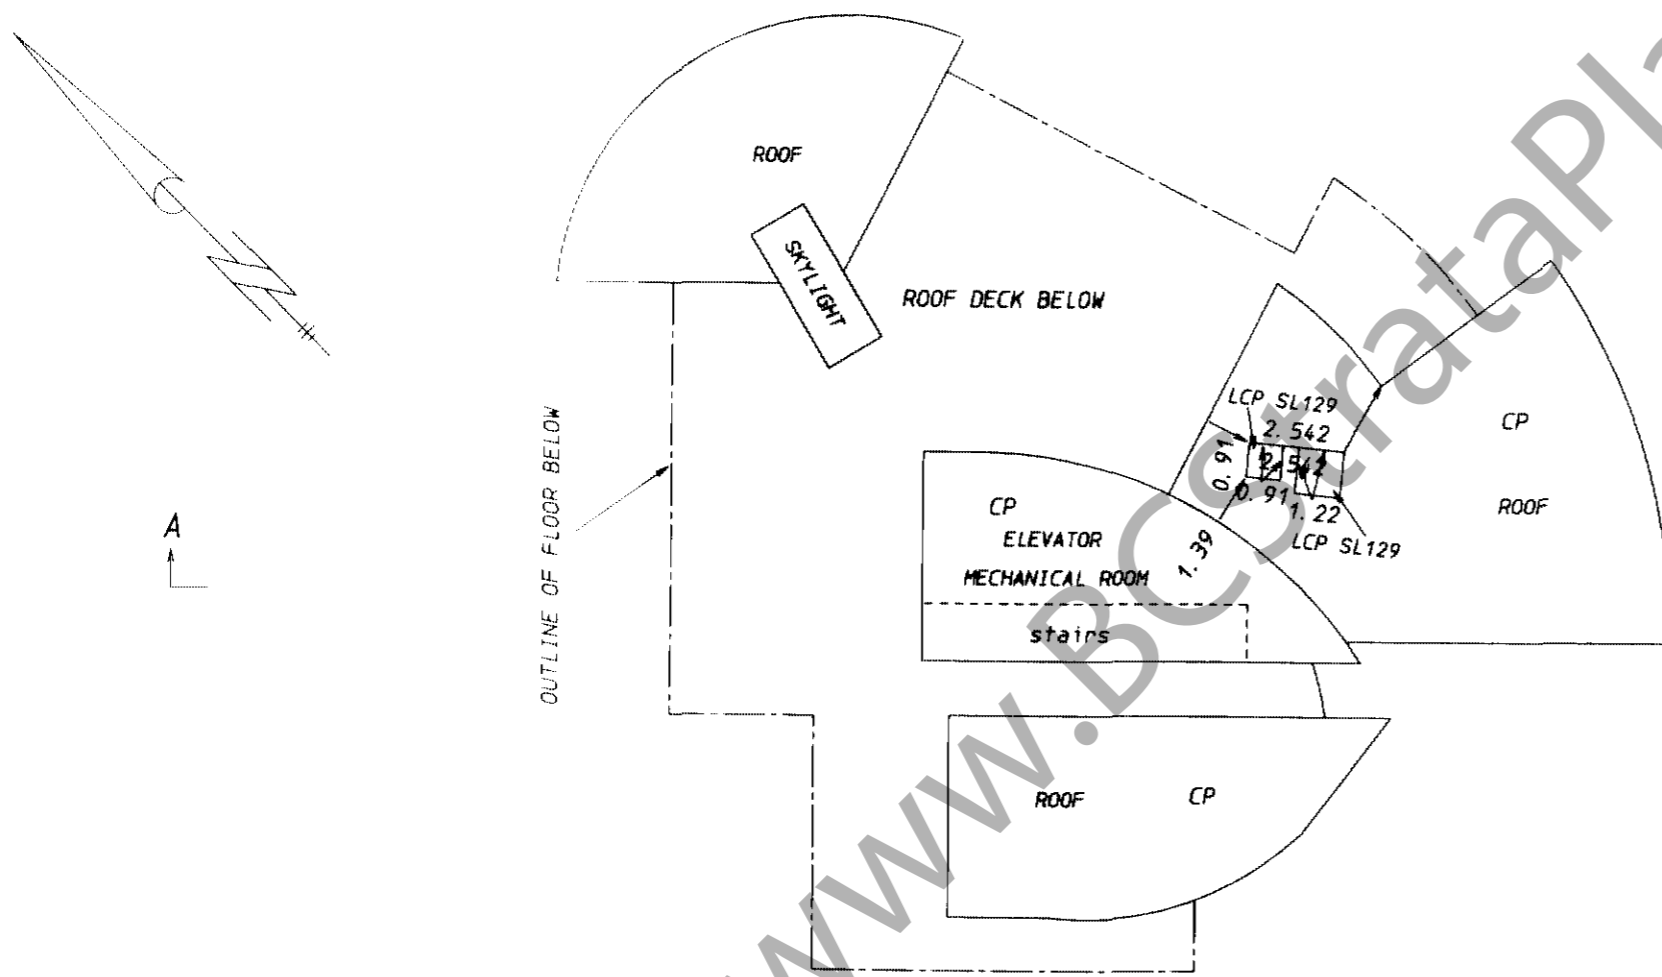 ROOF
SKYLIGHT
ROOF DECK BELOW
OUTLINE OF FLOOR BELOW
A
LCP SL129
2.542
0.91
2.542
0.91
1.22
LCP SL129
1.39
CP
ROOF
CP
ELEVATOR
MECHANICAL ROOM
stairs
ROOF CP
www.BCStrataPla